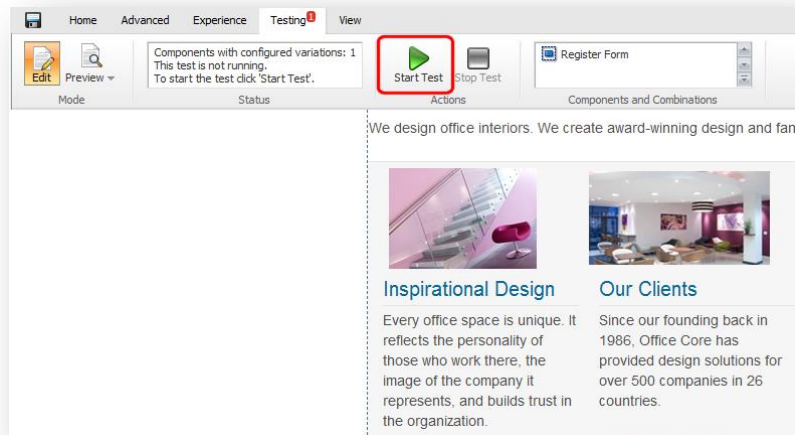 Home Advanced Experience Testing 1 View
Components with configured variations: 1
This test is not running.
To start the test click 'Start Test'.
Edit Preview
Start Test Stop Test
Register Form
Mode Status Actions Components and Combinations
We design office interiors. We create award-winning design and fan
Inspirational Design
Every office space is unique. It
reflects the personality of
those who work there, the
image of the company it
represents, and builds trust in
the organization.
Our Clients
Since our founding back in
1986, Office Core has
provided design solutions for
over 500 companies in 26
countries.